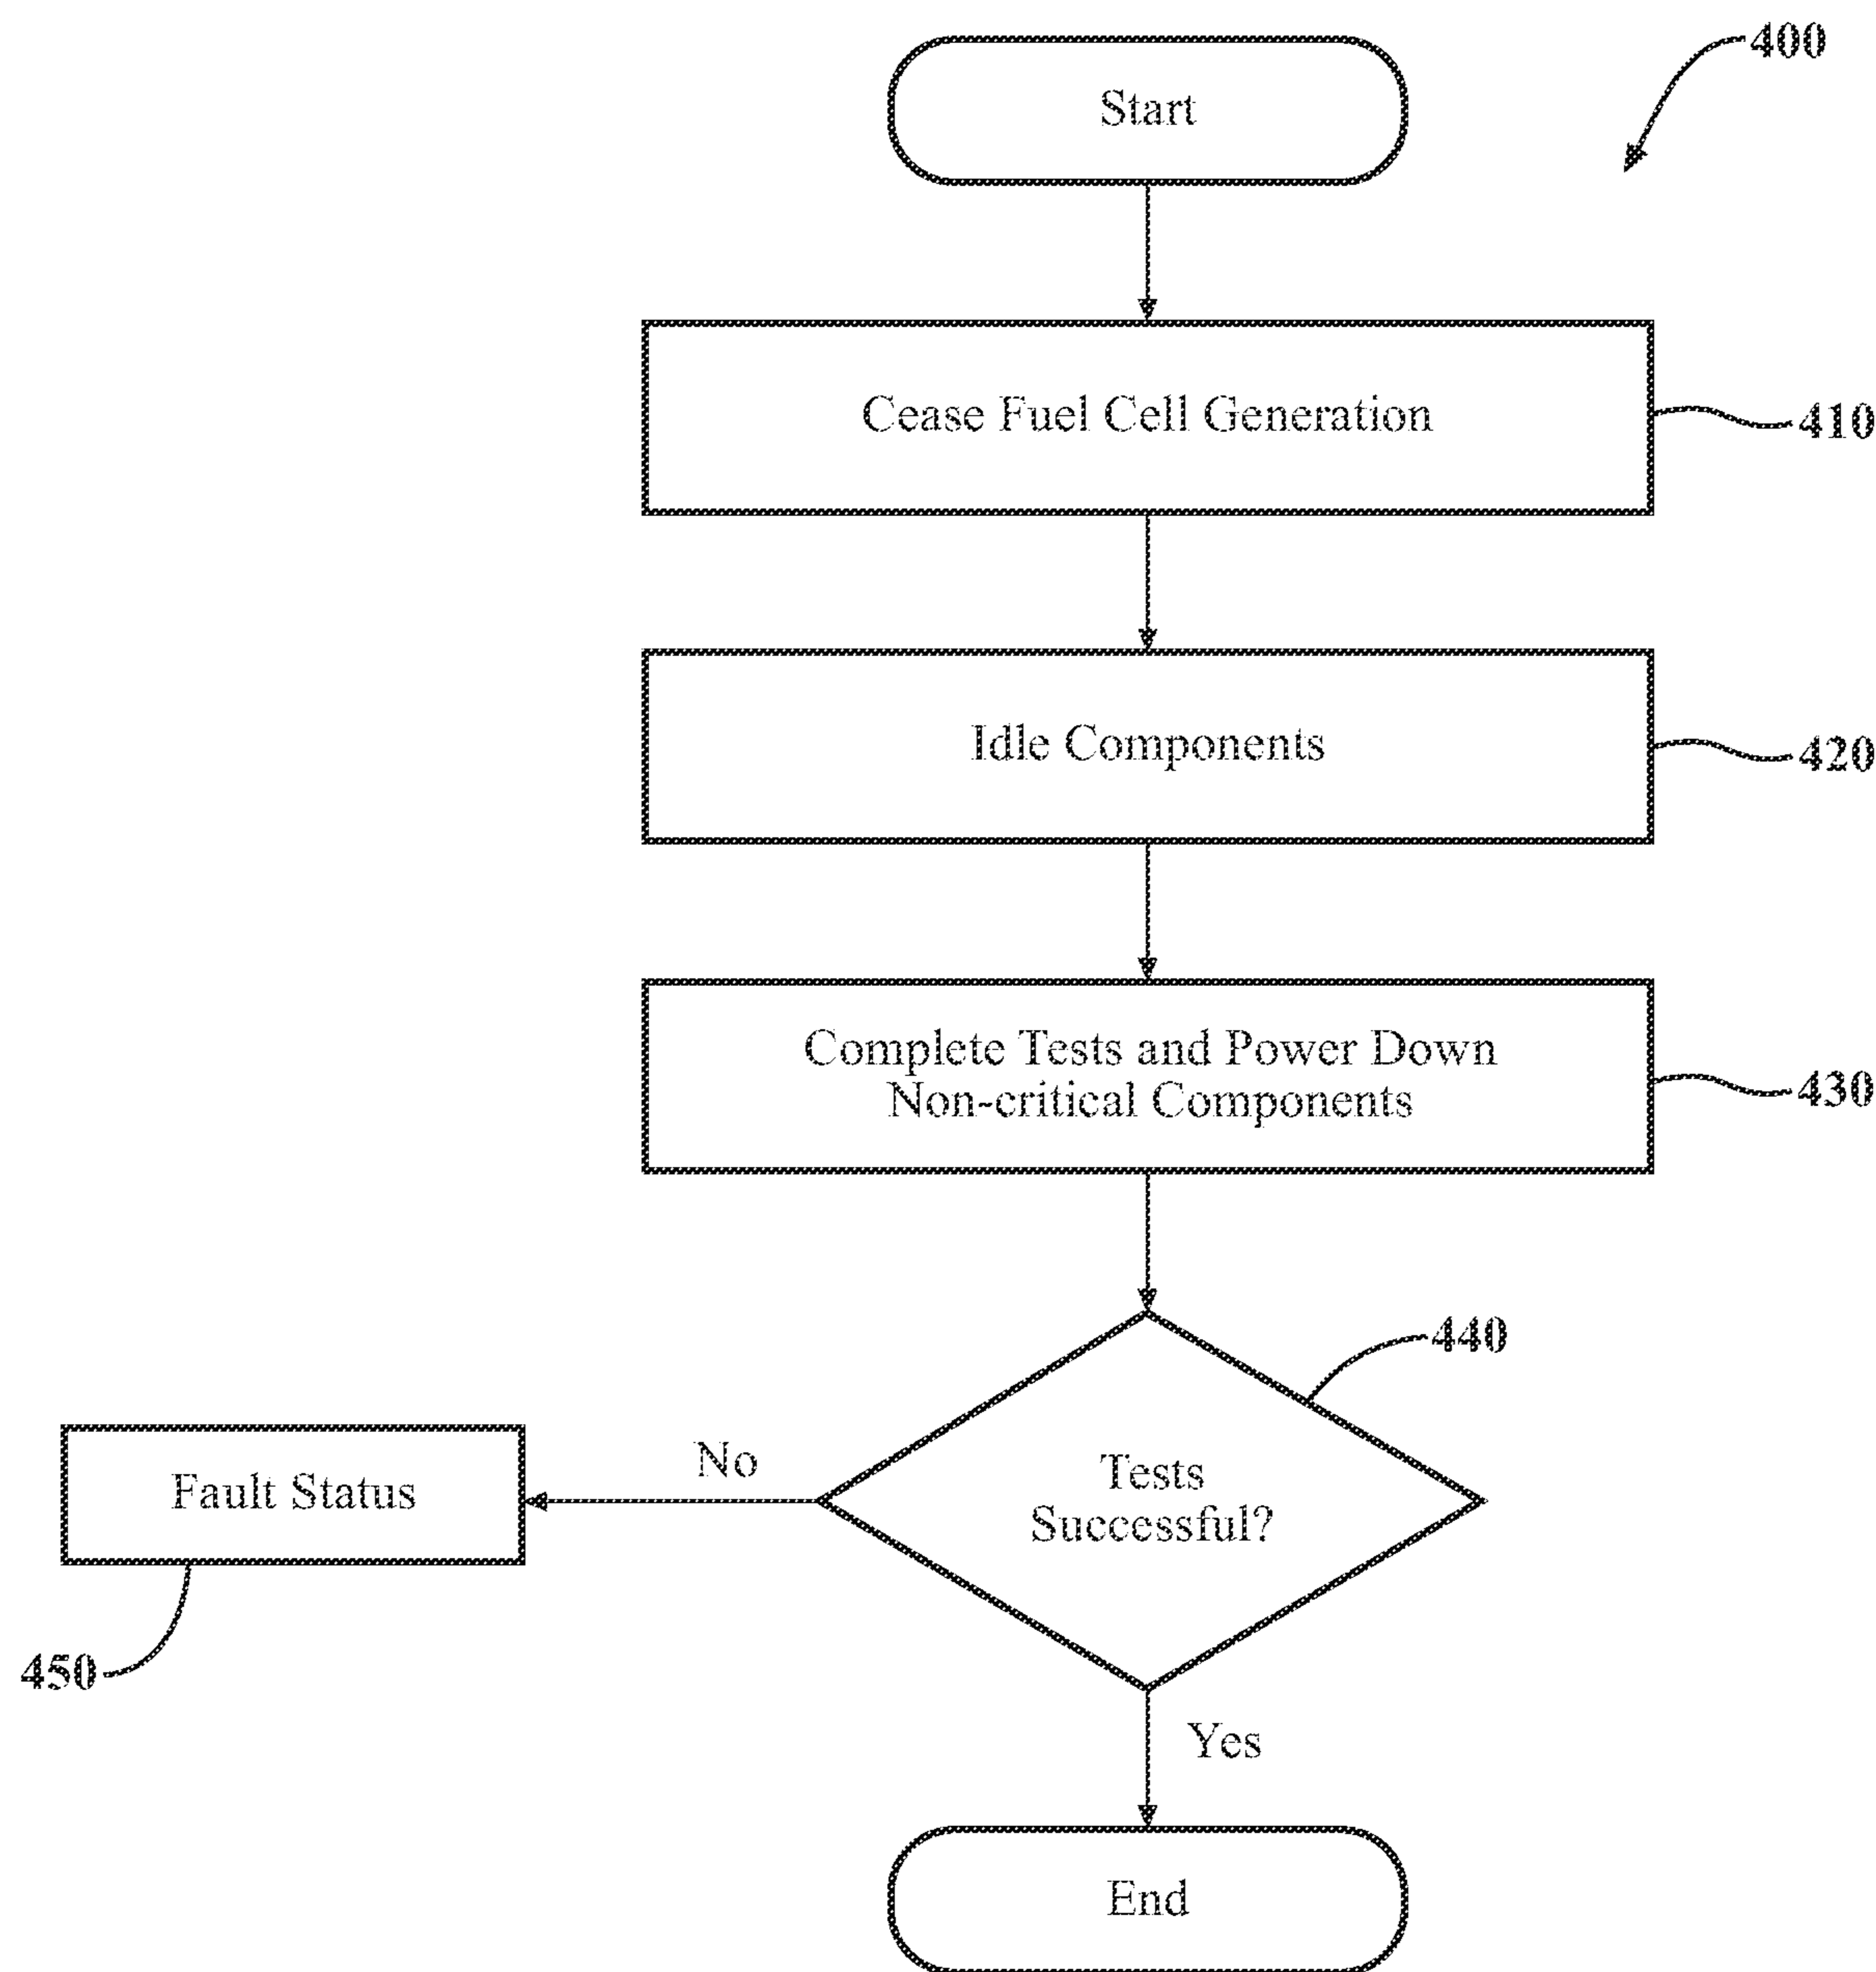 400
Start
Cease Fuel Cell Generation
410
Idle Components
420
Complete Tests and Power Down
Non-critical Components
430
440
Tests
Successful?
No
Fault Status
450
Yes
End